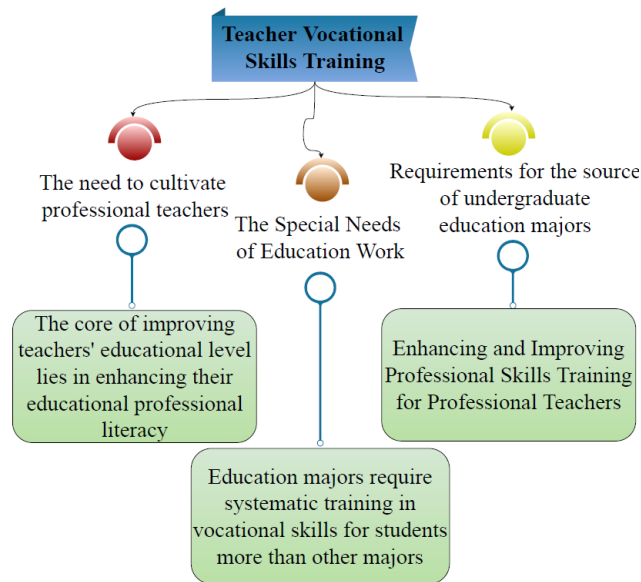 Teacher Vocational
Skills Training
The need to cultivate
professional teachers
The Special Needs
of Education Work
Requirements for the source
of undergraduate
education majors
The core of improving
teachers' educational level
lies in enhancing their
educational professional
literacy
Education majors require
systematic training in
vocational skills for students
more than other majors
Enhancing and Improving
Professional Skills Training
for Professional Teachers